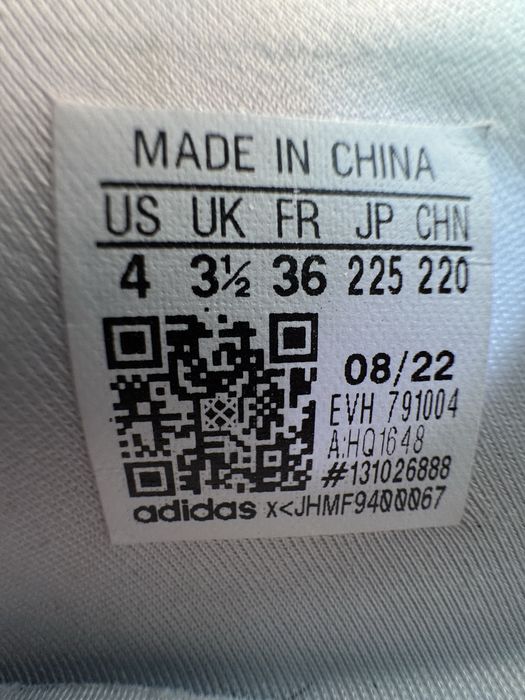 MADE IN CHINA
US UK FR JP CHN
4 3½ 36 225 220
08/22
EVH 791004
A:HQ1648
#131026888
adidas x<JHMF9400067